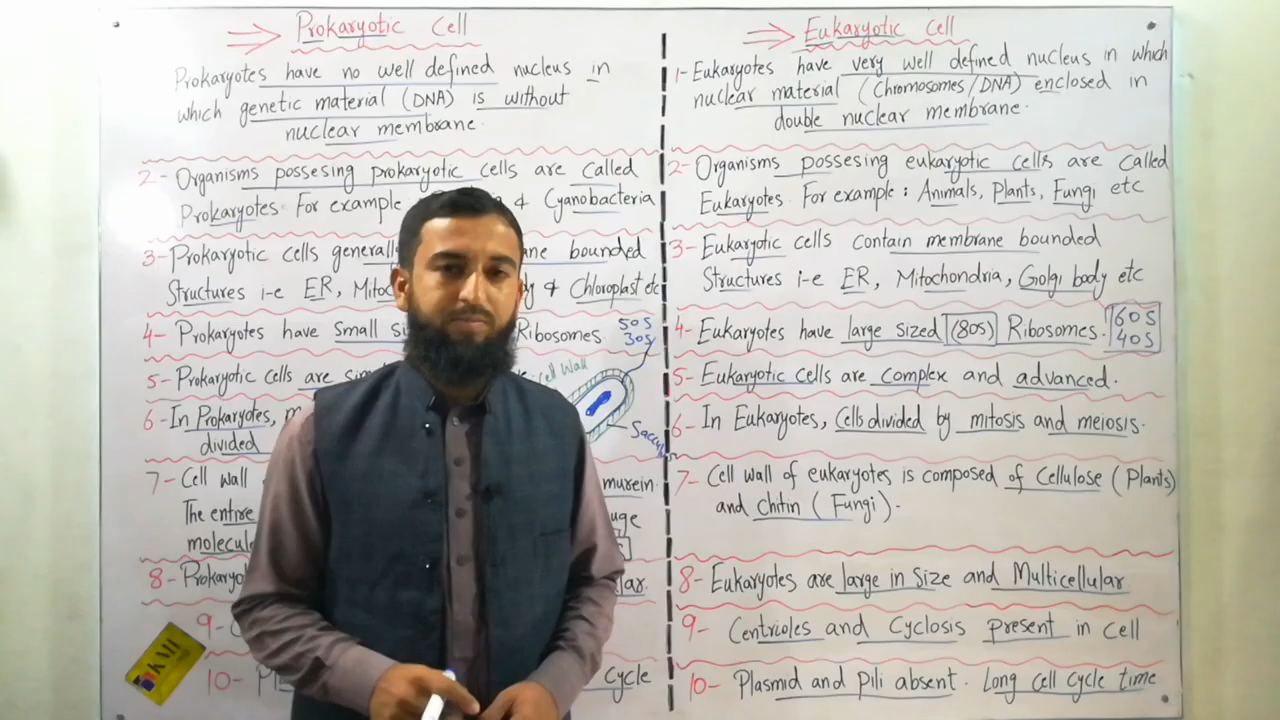 Prokaryotic Cell
Prokaryotes have no well defined nucleus in
which genetic material (DNA) is without
nuclear membrane.
2- Organisms possesing prokaryotic cells are called
Prokaryotes. For example & Cyanobacteria
3- Prokaryotic cells bounded
Structures i-e ER, & Chloroplast etc
4- Prokaryotes have small Ribosomes. 50S
30S
5- Prokaryotic cells are
cell Wall
6- In Prokaryotes,
divided
7- Cell wall murein.
The entire
molecule
8-
9-
10- Cycle
KMI
Eukaryotic Cell
1- Eukaryotes have very well defined nucleus in which
nuclear material (Chromosomes/DNA) enclosed in
double nuclear membrane.
2- Organisms possesing eukaryotic cells are called
Eukaryotes. For example : Animals, Plants, Fungi etc
3- Eukaryotic cells contain membrane bounded
Structures i-e ER, Mitochondria, Golgi body etc
4- Eukaryotes have large sized (80S) Ribosomes. 60S
40S
5- Eukaryotic cells are complex and advanced.
6- In Eukaryotes, Cells divided by mitosis and meiosis.
7- Cell wall of eukaryotes is composed of Cellulose (Plants)
and chitin (Fungi).
8- Eukaryotes are large in Size and Multicellular
9- Centrioles and Cyclosis present in cell
10- Plasmid and Pili absent. Long cell cycle time